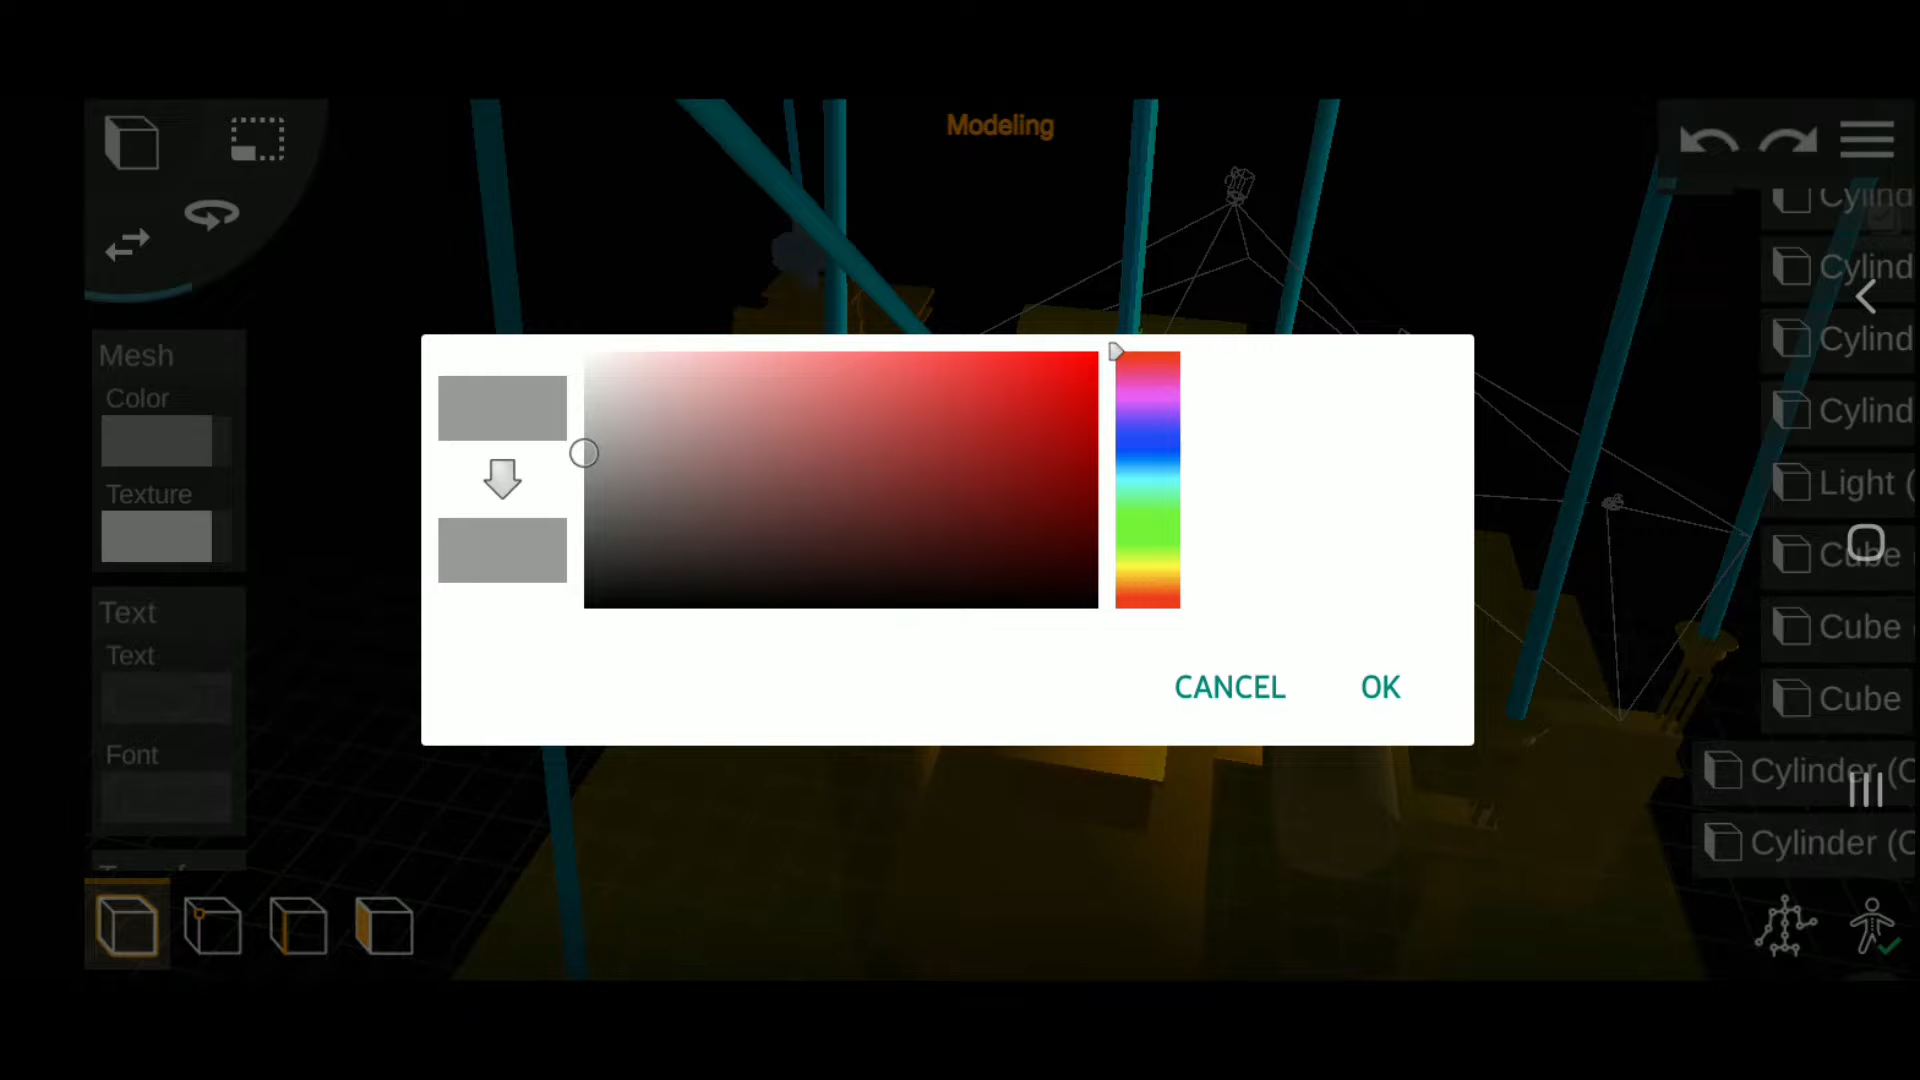 Modeling
Mesh
Color
Texture
Text
Text
Font
CANCEL
OK
Cylind
Cylind
Cylind
Cylind
Light (
Cube
Cube
Cube
Cylinder (C
Cylinder (C